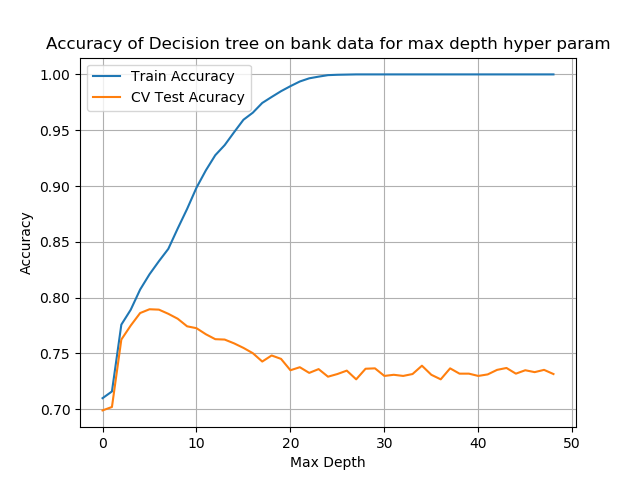 Accuracy of Decision tree on bank data for max depth hyper param
Train Accuracy
CV Test Acuracy
Accuracy
1.00
0.95
0.90
0.85
0.80
0.75
0.70
0
10
20
30
40
50
Max Depth